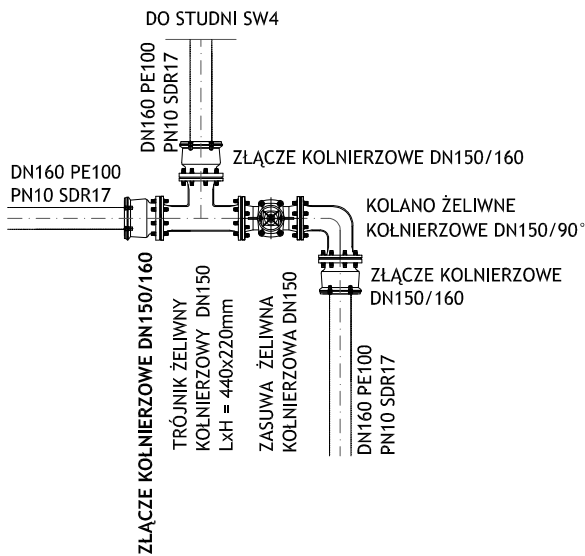 DO STUDNI SW4
DN160 PE100
PN10 SDR17
ZŁĄCZE KOLNIERZOWE DN150/160
DN160 PE100
PN10 SDR17
KOLANO ŻELIWNE
KOŁNIERZOWE DN150/90°
ZŁĄCZE KOLNIERZOWE
DN150/160
ZŁĄCZE KOŁNIERZOWE DN150/160
TRÓJNIK ŻELIWNY
KOŁNIERZOWY DN150
LxH = 440x220mm
ZASUWA ŻELIWNA
KOŁNIERZOWA DN150
DN160 PE100
PN10 SDR17